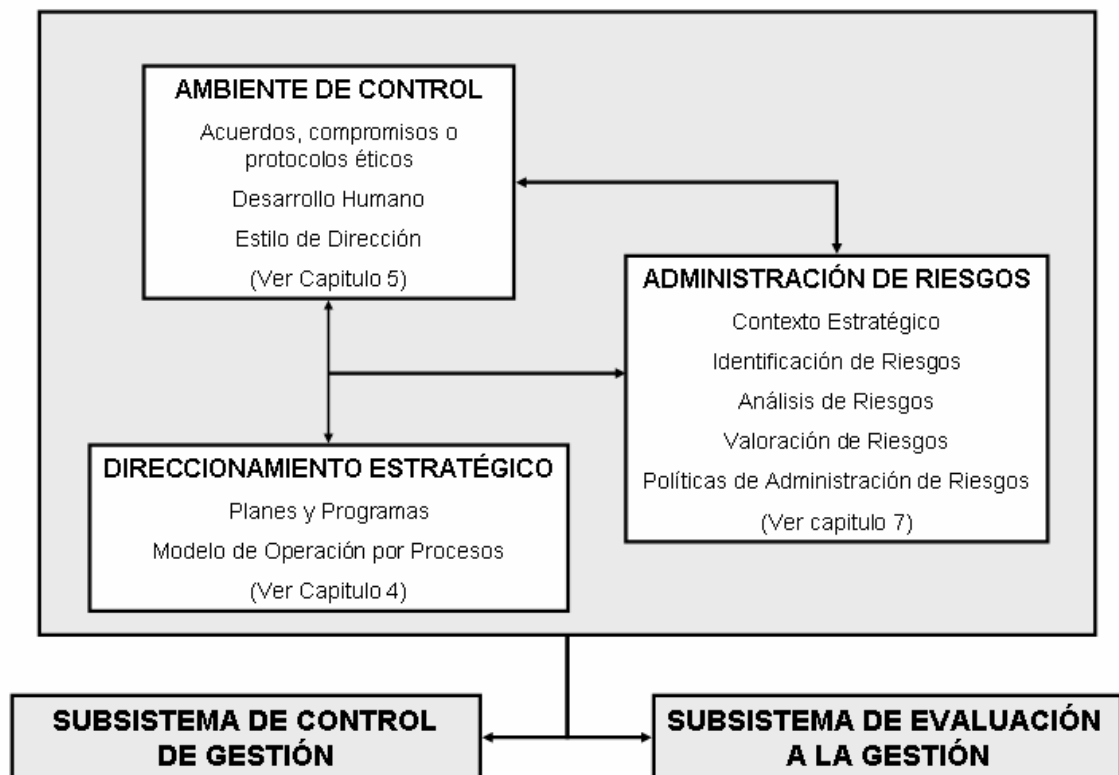 AMBIENTE DE CONTROL
Acuerdos, compromisos o
protocolos éticos
Desarrollo Humano
Estilo de Dirección
(Ver Capitulo 5)
ADMINISTRACIÓN DE RIESGOS
Contexto Estratégico
Identificación de Riesgos
Análisis de Riesgos
Valoración de Riesgos
Políticas de Administración de Riesgos
(Ver capitulo 7)
DIRECCIONAMIENTO ESTRATÉGICO
Planes y Programas
Modelo de Operación por Procesos
(Ver Capitulo 4)
SUBSISTEMA DE CONTROL
DE GESTIÓN
SUBSISTEMA DE EVALUACIÓN
A LA GESTIÓN